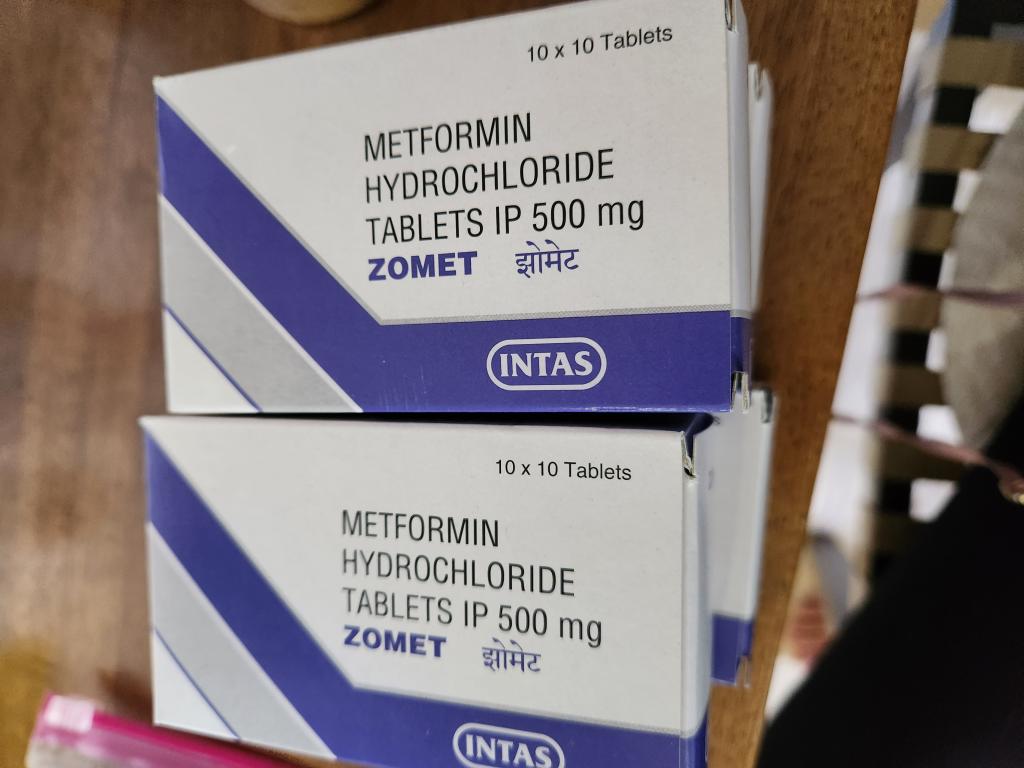 10 x 10 Tablets
METFORMIN
HYDROCHLORIDE
TABLETS IP 500 mg
ZOMET झोमेट
INTAS
10 x 10 Tablets
METFORMIN
HYDROCHLORIDE
TABLETS IP 500 mg
ZOMET झोमेट
INTAS